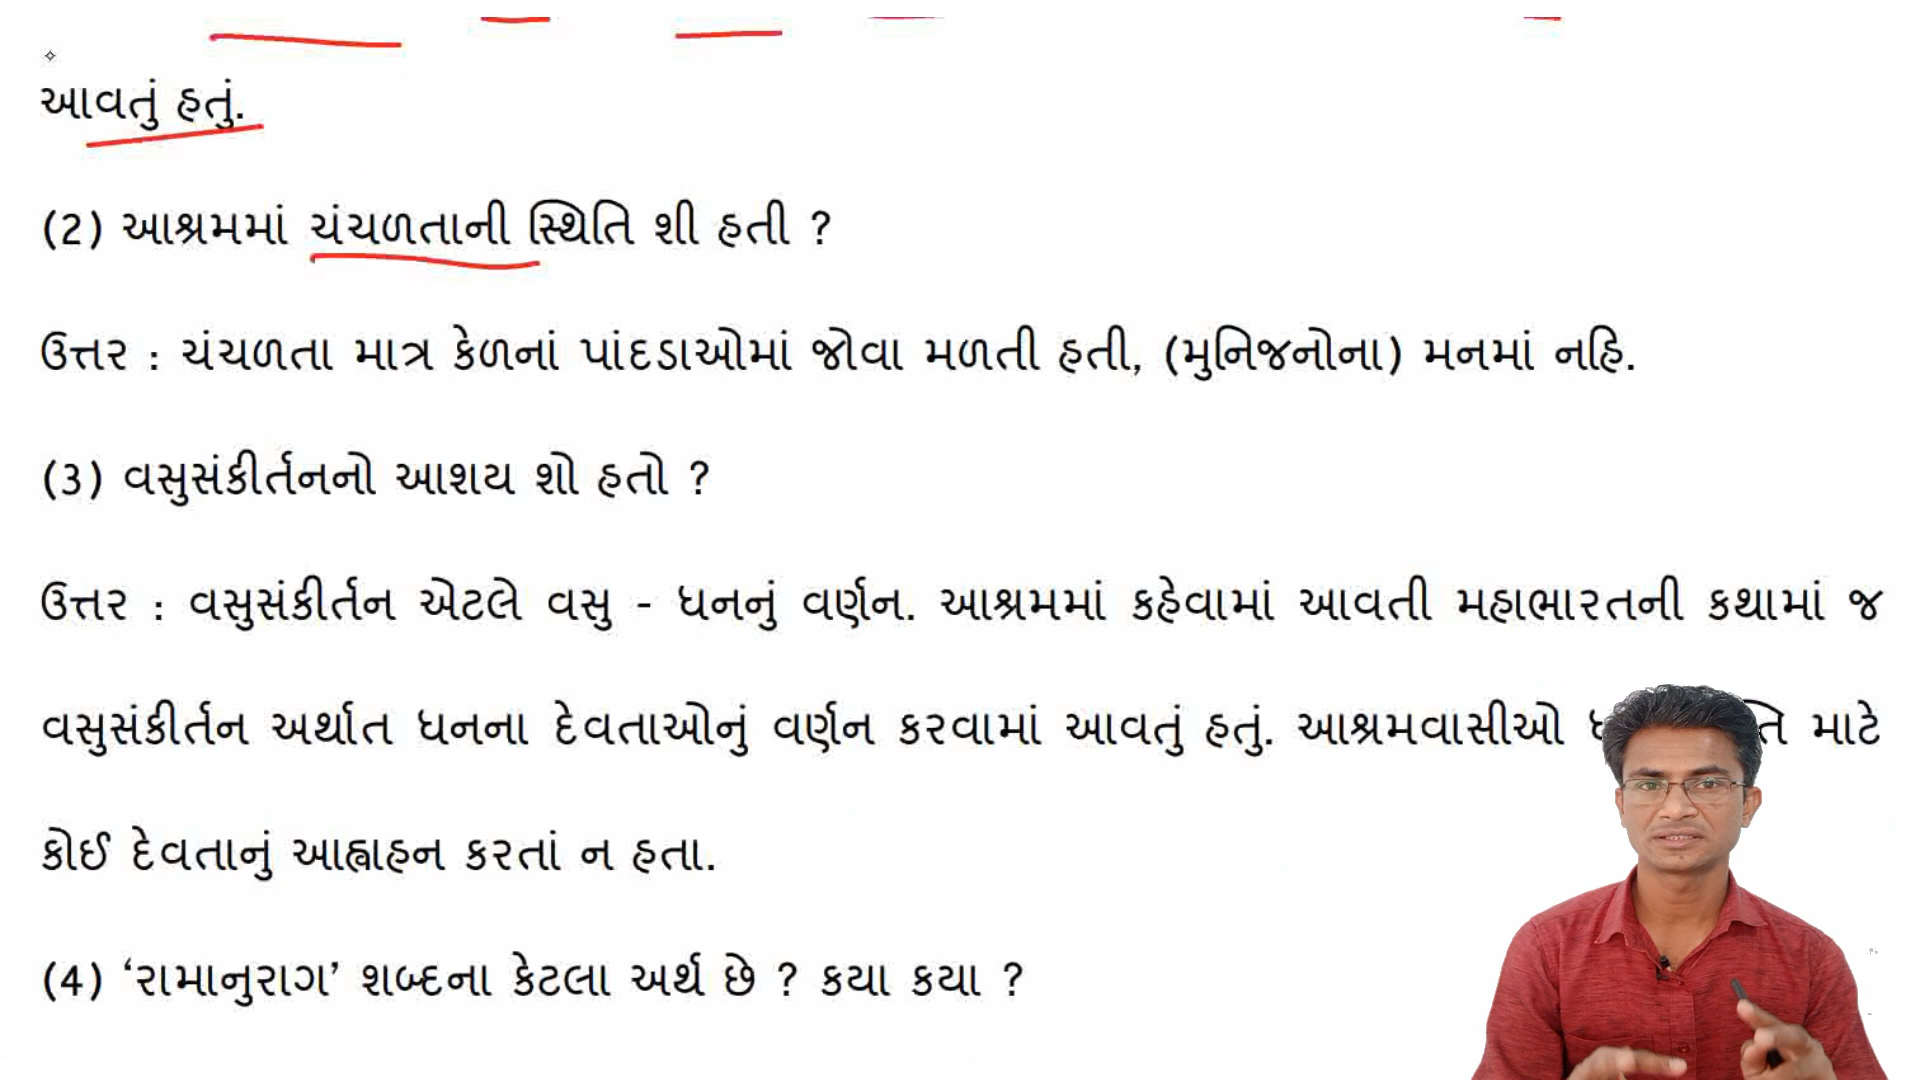 આવતું હતું.
(2) આશ્રમમાં ચંચળતાની સ્થિતિ શી હતી ?
ઉત્તર : ચંચળતા માત્ર કેળનાં પાંદડાઓમાં જોવા મળતી હતી, (મુનિજનોના) મનમાં નહિ.
(3) વસુસંકીર્તનનો આશય શો હતો ?
ઉત્તર : વસુસંકીર્તન એટલે વસુ - ધનનું વર્ણન. આશ્રમમાં કહેવામાં આવતી મહાભારતની કથામાં જ
વસુસંકીર્તન અર્થાત ધનના દેવતાઓનું વર્ણન કરવામાં આવતું હતું. આશ્રમવાસીઓ માટે
કોઈ દેવતાનું આહ્વાહન કરતાં ન હતા.
(4) ‘રામાનુરાગ’ શબ્દના કેટલા અર્થ છે ? કયા કયા ?